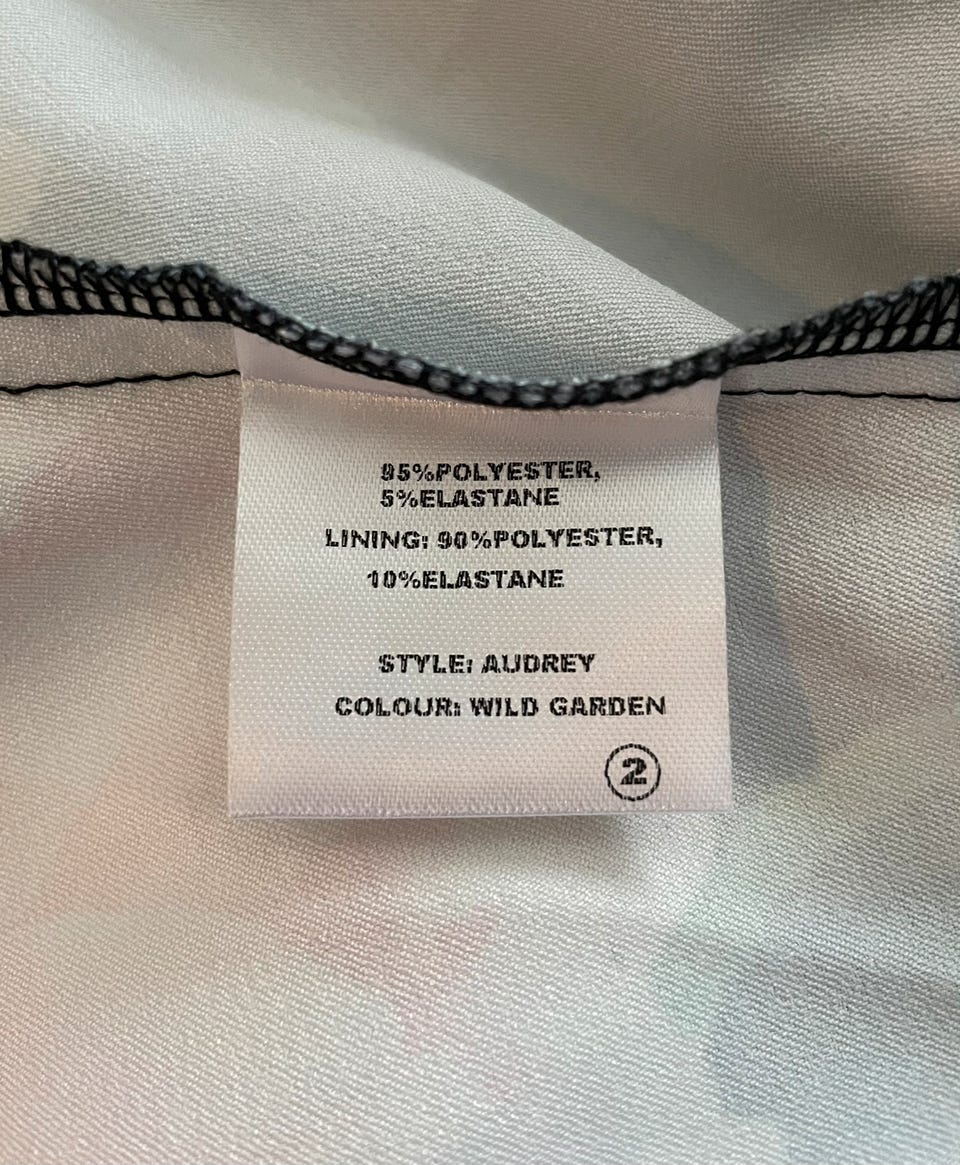 95%POLYESTER,
5%ELASTANE
LINING: 90%POLYESTER,
10%ELASTANE
STYLE: AUDREY
COLOUR: WILD GARDEN
2